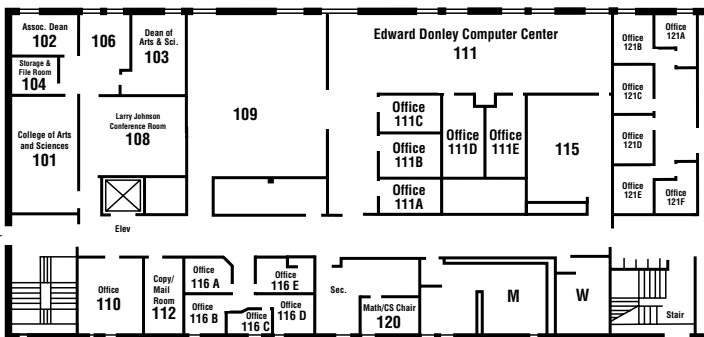 Assoc. Dean
102
106
Dean of
Arts & Sci.
103
Storage &
File Room
104
College of Arts
and Sciences
101
Larry Johnson
Conference Room
108
Elev
109
Edward Donley Computer Center
111
Office
111C
Office
111B
Office
111A
Office
111D
Office
111E
115
Office
121B
Office
121A
Office
121C
Office
121D
Office
121E
Office
121F
Office
110
Copy/
Mail
Room
112
Office
116 A
Office
116 B
Office
116 C
Office
116 D
Office
116 E
Sec.
Math/CS Chair
120
M
W
Stair